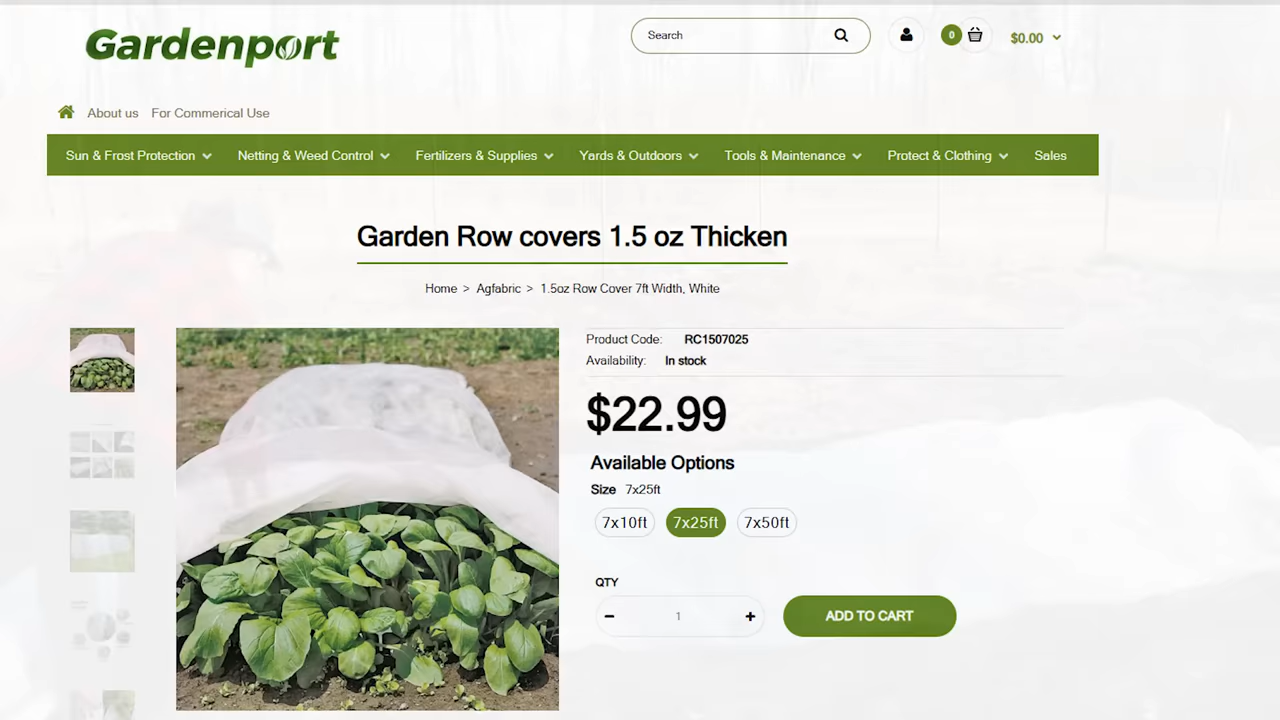 Gardenport
Search
0
$0.00
About us For Commerical Use
Sun & Frost Protection Netting & Weed Control Fertilizers & Supplies Yards & Outdoors Tools & Maintenance Protect & Clothing Sales
Garden Row covers 1.5 oz Thicken
Home > Agfabric > 1.5oz Row Cover 7ft Width, White
Product Code: RC1507025
Availability: In stock
$22.99
Available Options
Size 7x25ft
7x10ft 7x25ft 7x50ft
QTY
- 1 + ADD TO CART